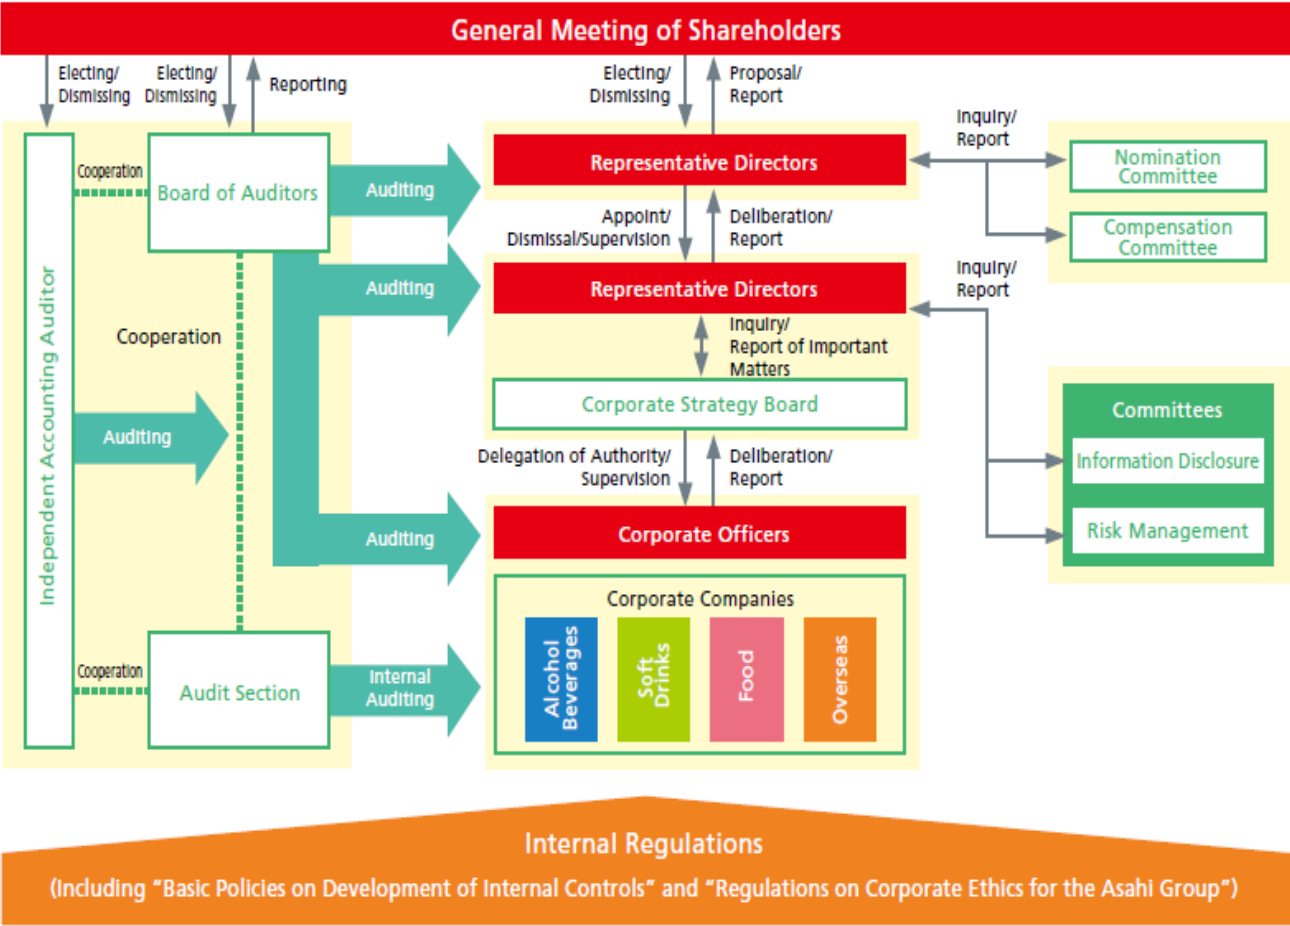 General Meeting of Shareholders
Electing/
Dismissing
Electing/
Dismissing
Reporting
Electing/
Dismissing
Proposal/
Report
Inquiry/
Report
Cooperation
Board of Auditors
Auditing
Representative Directors
Nomination
Committee
Appoint/
Dismissal/Supervision
Deliberation/
Report
Compensation
Committee
Independent Accounting Auditor
Cooperation
Auditing
Auditing
Representative Directors
Inquiry/
Report
Inquiry/
Report of Important
Matters
Corporate Strategy Board
Committees
Information Disclosure
Risk Management
Delegation of Authority/
Supervision
Deliberation/
Report
Auditing
Corporate Officers
Corporate Companies
Alcohol
Beverages
Soft
Drinks
Food
Overseas
Cooperation
Audit Section
Internal
Auditing
Internal Regulations
(Including “Basic Policies on Development of Internal Controls” and “Regulations on Corporate Ethics for the Asahi Group”)